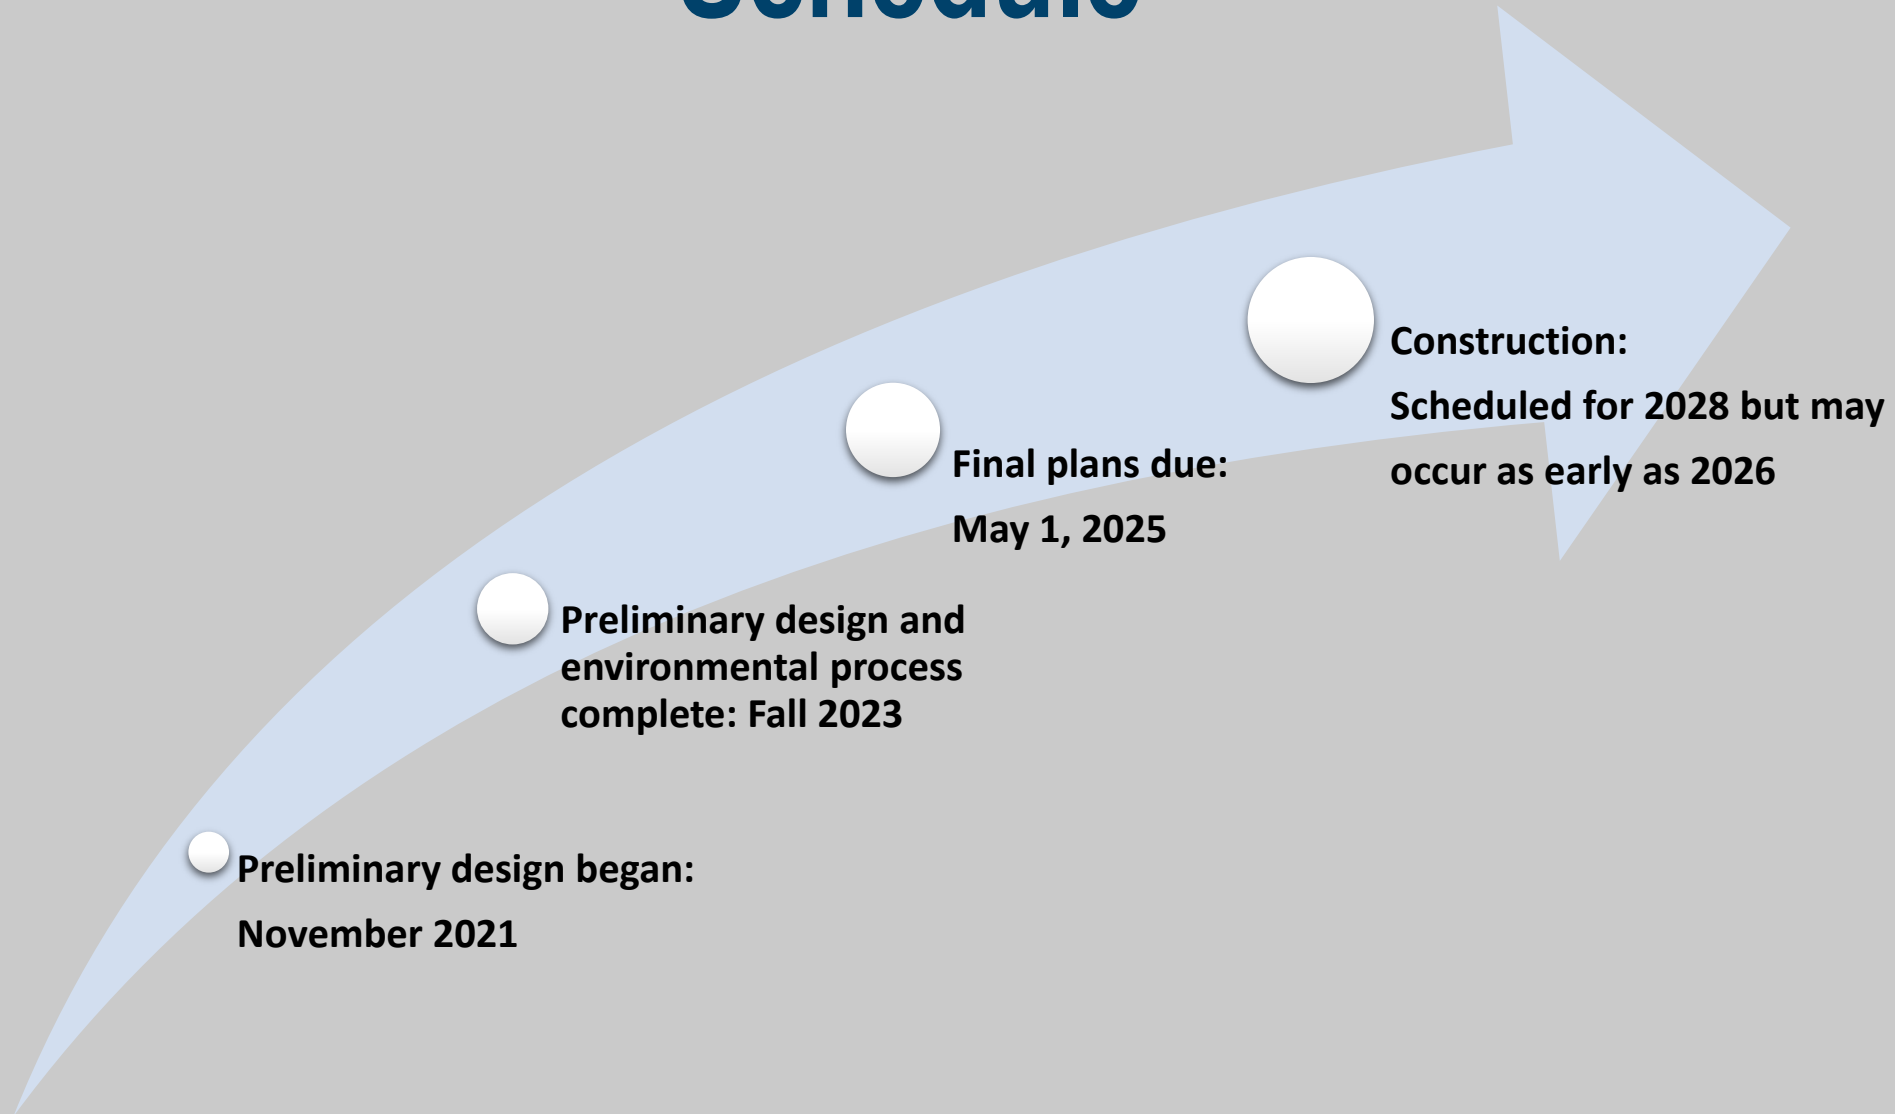 Schedule
Construction:
Scheduled for 2028 but may
occur as early as 2026
Final plans due:
May 1, 2025
Preliminary design and
environmental process
complete: Fall 2023
Preliminary design began:
November 2021